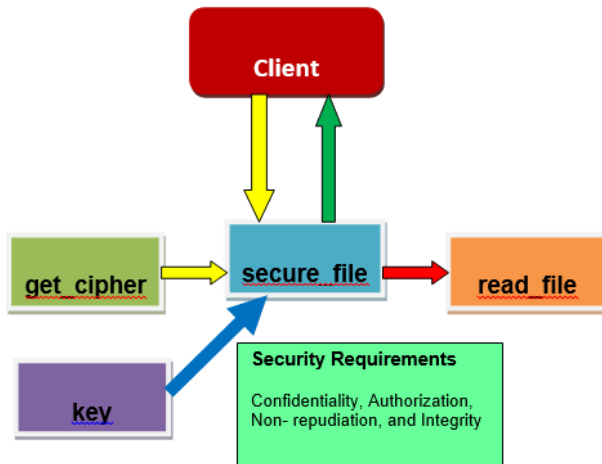 Client
get_cipher
secure_file
read_file
key
Security Requirements
Confidentiality, Authorization,
Non- repudiation, and Integrity